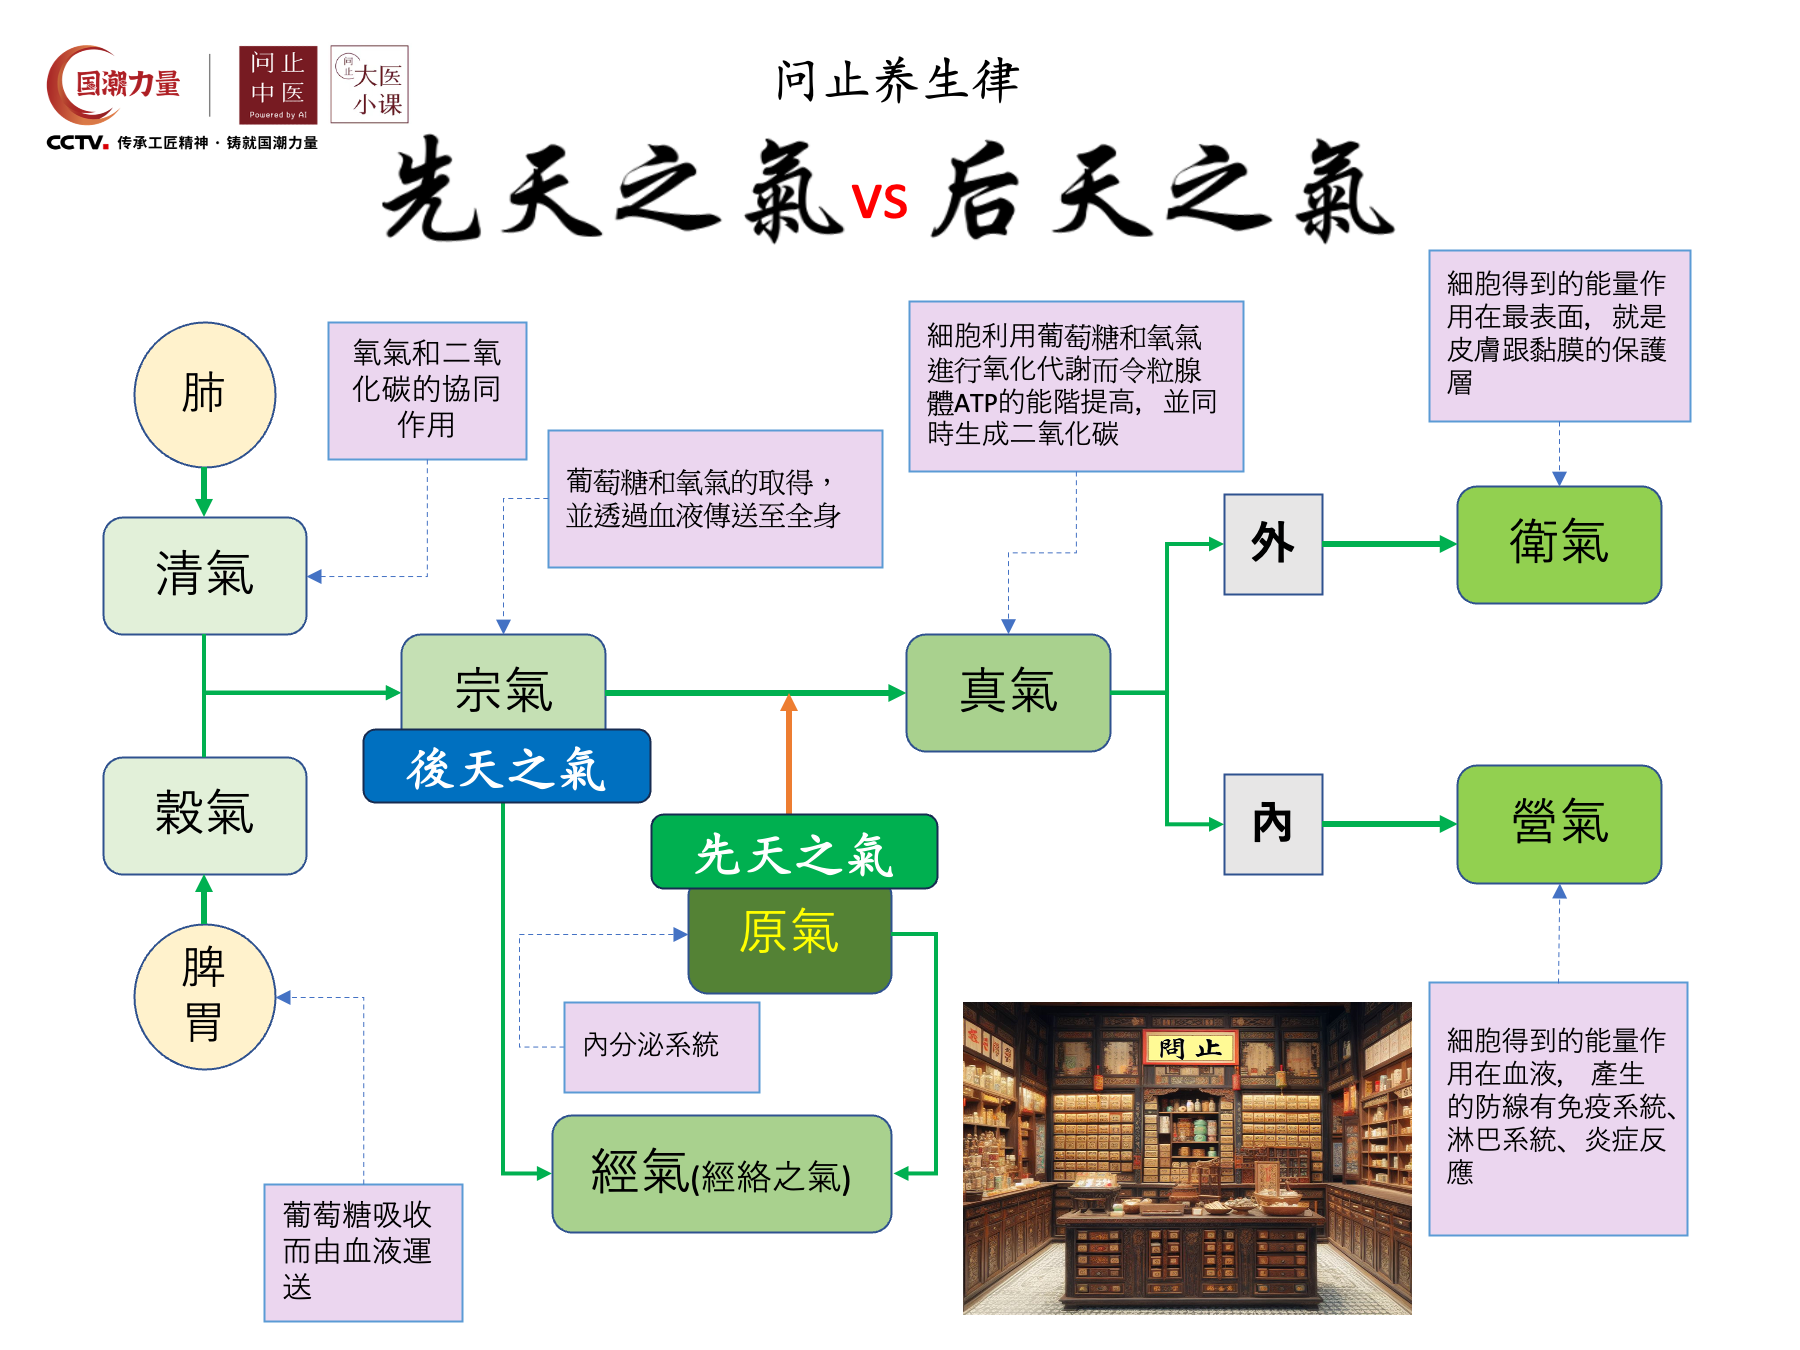 国潮力量
问止
中医
Powered by AI
问止
大医
小课
CCTV. 传承工匠精神 · 铸就国潮力量
问止养生律
先天之氣 VS 后天之氣
肺
氧氣和二氧
化碳的協同
作用
清氣
葡萄糖和氧氣的取得，
並透過血液傳送至全身
細胞利用葡萄糖和氧氣
進行氧化代謝而令粒腺
體ATP的能階提高，並同
時生成二氧化碳
細胞得到的能量作
用在最表面，就是
皮膚跟黏膜的保護
層
外
衛氣
宗氣
後天之氣
真氣
穀氣
脾
胃
先天之氣
原氣
內
營氣
內分泌系統
經氣(經絡之氣)
葡萄糖吸收
而由血液運
送
問止
細胞得到的能量作
用在血液，產生
的防線有免疫系統、
淋巴系統、炎症反
應